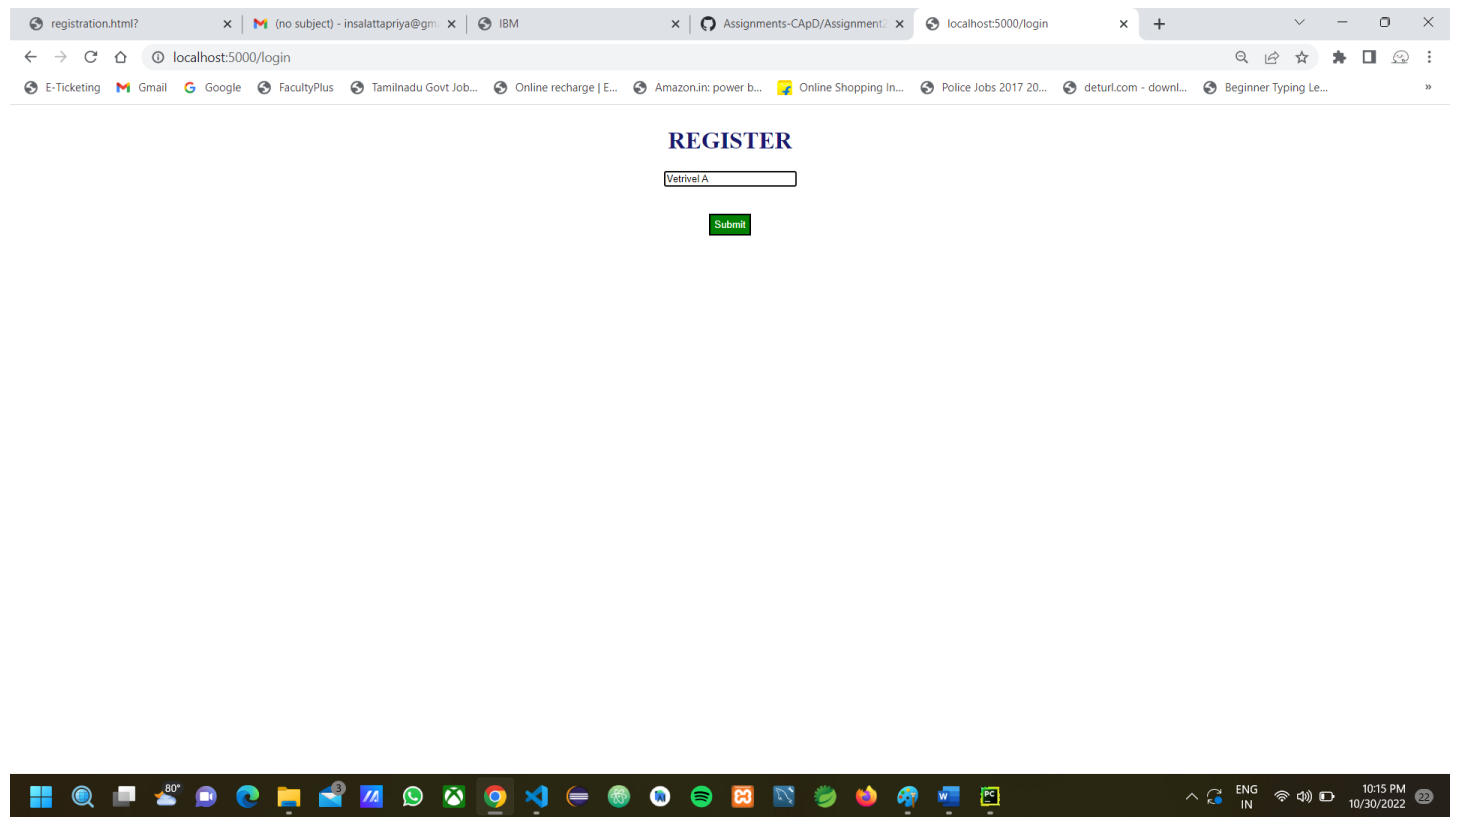 registration.html?
(no subject) - insalattapriya@gm
IBM
Assignments-CApD/Assignment2
localhost:5000/login
localhost:5000/login
E-Ticketing
Gmail
Google
FacultyPlus
Tamilnadu Govt Job...
Online recharge | E...
Amazon.in: power b...
Online Shopping In...
Police Jobs 2017 20...
deturl.com - downl...
Beginner Typing Le...
»
REGISTER
Vetrivel A
Submit
80°
3
PC
ENG
IN
10:15 PM
10/30/2022
22